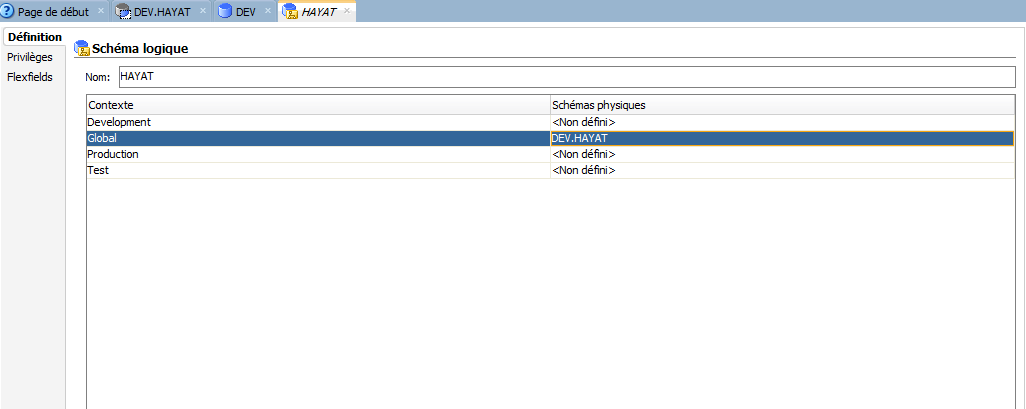 Page de début DEV.HAYAT DEV HAYAT
Définition
Privilèges
Flexfields
Schéma logique
Nom: HAYAT
Contexte Schémas physiques
Development <Non défini>
Global DEV.HAYAT
Production <Non défini>
Test <Non défini>